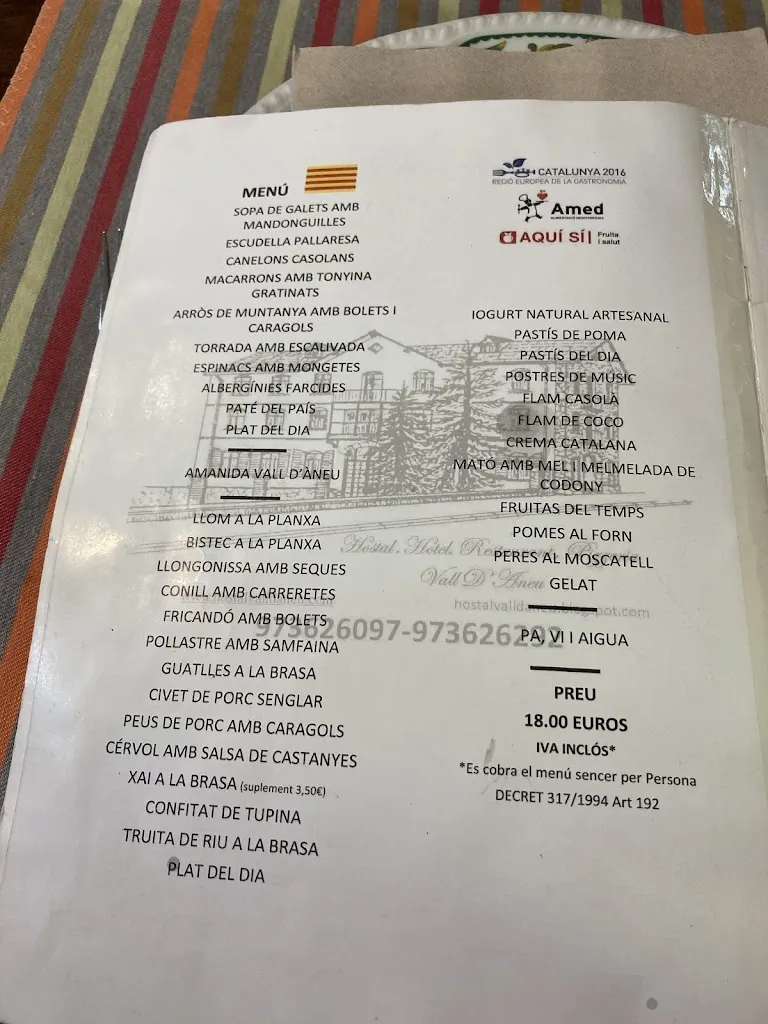 MENÚ
SOPA DE GALETS AMB
MANDONGUILLES
ESCUDELLA PALLARESA
CANELONS CASOLANS
MACARRONS AMB TONYINA
GRATINATS
ARRÒS DE MUNTANYA AMB BOLETS I
CARAGOLS
TORRADA AMB ESCALIVADA
ESPINACS AMB MONGETES
ALBERGÍNIES FARCIDES
PATÉ DEL PAÍS
PLAT DEL DIA
AMANIDA VALL D'ÀNEU
LLOM A LA PLANXA
BISTEC A LA PLANXA
LLONGONISSA AMB SEQUES
CONILL AMB CARRERETES
FRICANDÓ AMB BOLETS
POLLASTRE AMB SAMFAINA
GUATLLES A LA BRASA
CIVET DE PORC SENGLAR
PEUS DE PORC AMB CARAGOLS
CÉRVOL AMB SALSA DE CASTANYES
XAI A LA BRASA (suplement 3,50€)
CONFITAT DE TUPINA
TRUITA DE RIU A LA BRASA
PLAT DEL DIA
CATALUNYA 2016
REGIÓ EUROPEA DE LA GASTRONOMIA
Amed
ALIMENTACIÓ MEDITERRÀNIA
AQUÍ SÍ! Fruita
i salut
IOGURT NATURAL ARTESANAL
PASTÍS DE POMA
PASTÍS DEL DIA
POSTRES DE MÚSIC
FLAM CASOLÀ
FLAM DE COCO
CREMA CATALANA
MATÓ AMB MEL I MELMELADA DE
CODONY
FRUITAS DEL TEMPS
POMES AL FORN
PERES AL MOSCATELL
GELAT
PA, VI I AIGUA
PREU
18.00 EUROS
IVA INCLÓS*
*Es cobra el menú sencer per Persona
DECRET 317/1994 Art 192
Hostal, Hotel, Restaurant,
Vall D'Aneu
hostalvalldaneu.blogspot.com
973626097-973626292